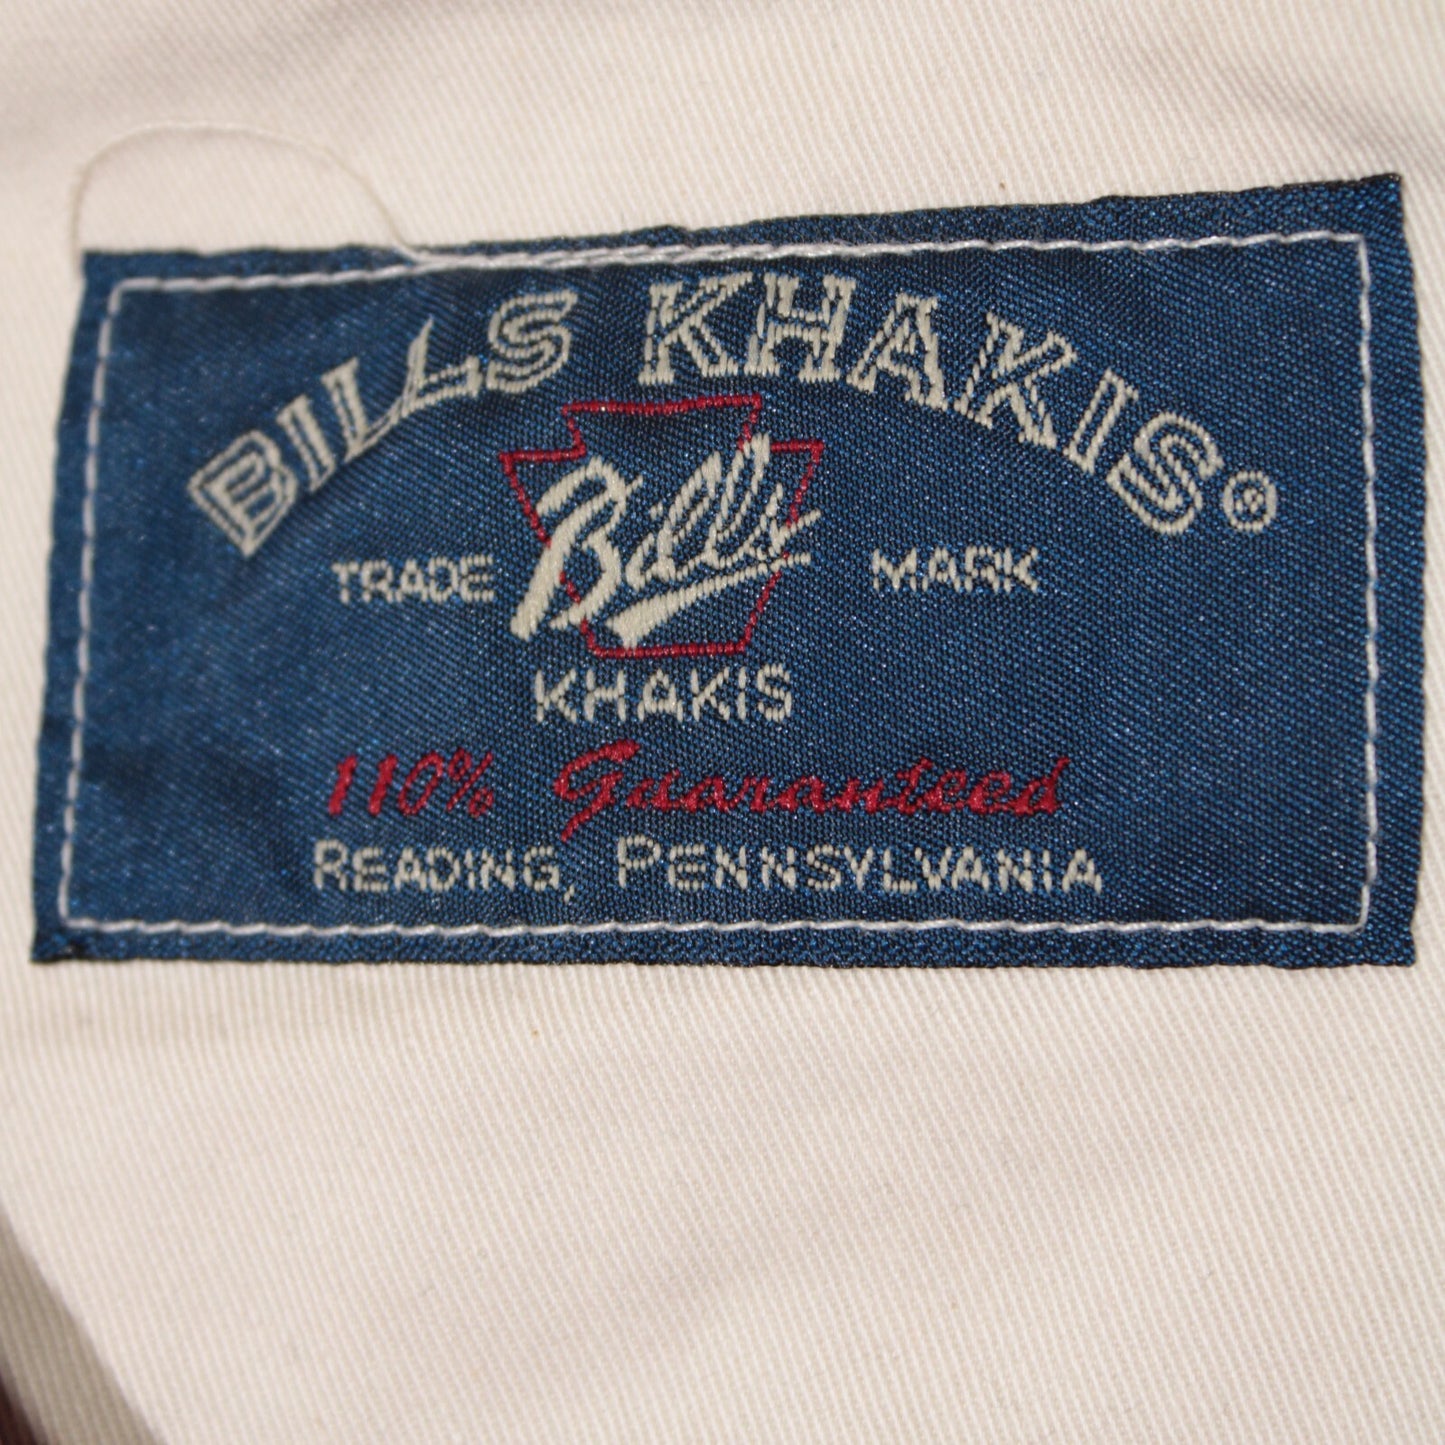 BILLS KHAKIS®
TRADE Bills MARK
KHAKIS
110% Guaranteed
READING, PENNSYLVANIA